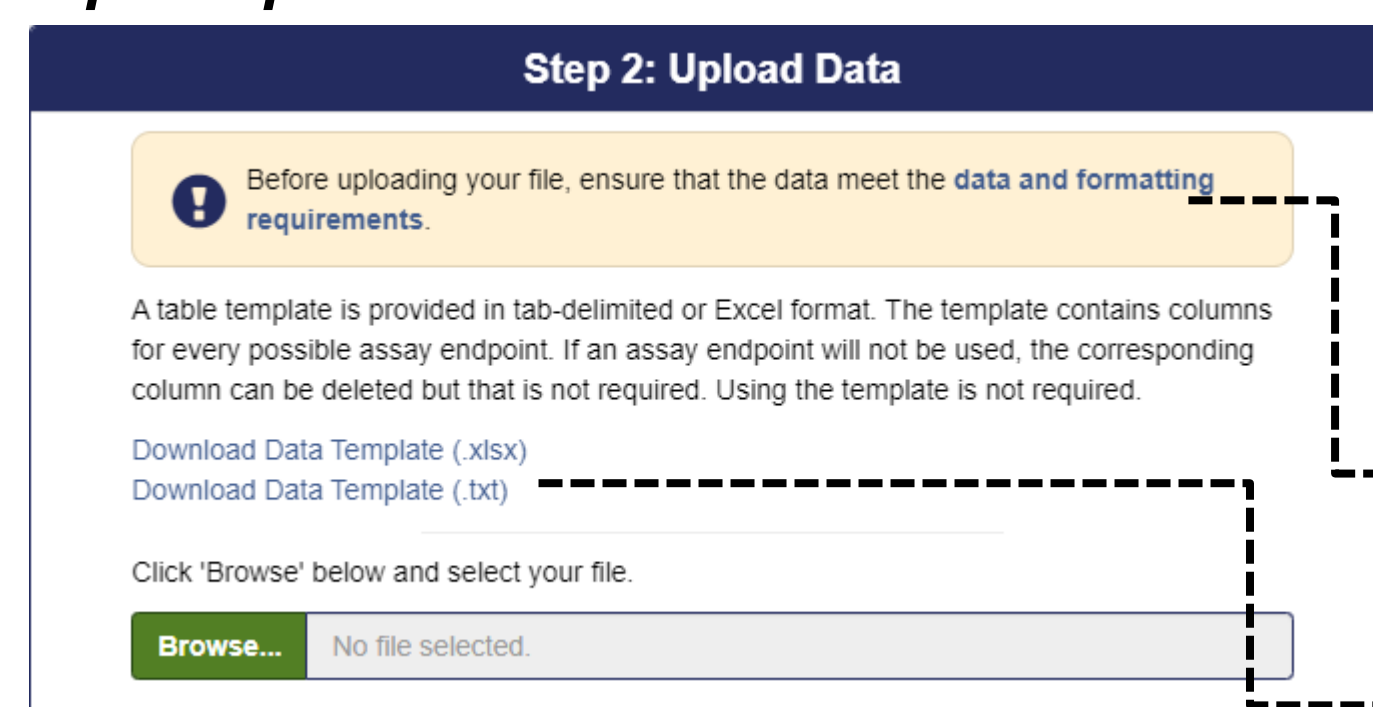 Step 2: Upload Data
Before uploading your file, ensure that the data meet the data and formatting
requirements.
A table template is provided in tab-delimited or Excel format. The template contains columns
for every possible assay endpoint. If an assay endpoint will not be used, the corresponding
column can be deleted but that is not required. Using the template is not required.
Download Data Template (.xlsx)
Download Data Template (.txt)
Click 'Browse' below and select your file.
Browse... No file selected.